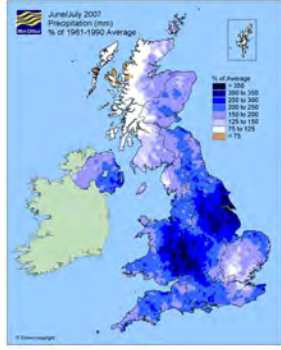 Met Office
June/July 2007
Precipitation (mm)
% of 1961-1990 Average
% of Average
> 350
300 to 350
250 to 300
200 to 250
150 to 200
125 to 150
75 to 125
< 75
© Crown copyright